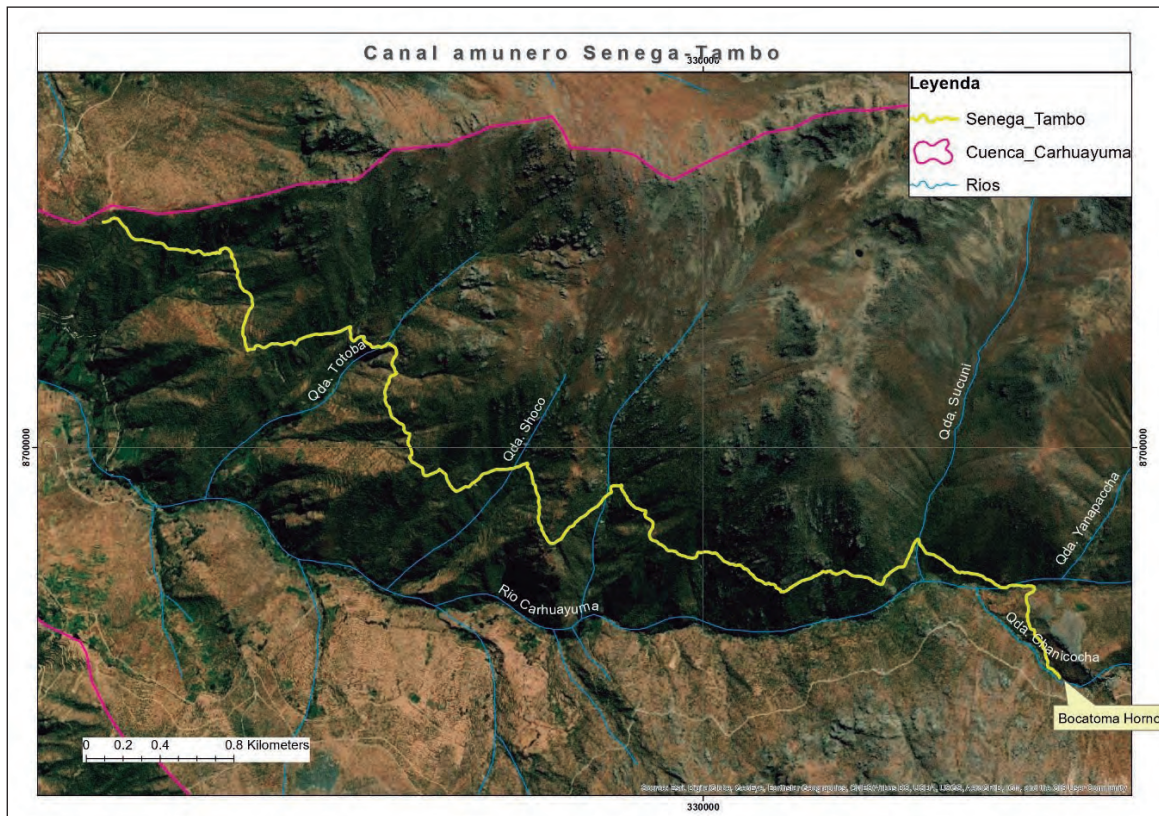 Canal amunero Senega-Tambo
330000
Leyenda
Senega_Tambo
Cuenca_Carhuayuma
Rios
Qda. Totoba
Qda. Shoco
Qda. Sucuni
8700000
8700000
Qda. Yanapaccha
Rio Carhuayuma
Qda. Chanicocha
Bocatoma Horno
0 0.2 0.4 0.8 Kilometers
330000